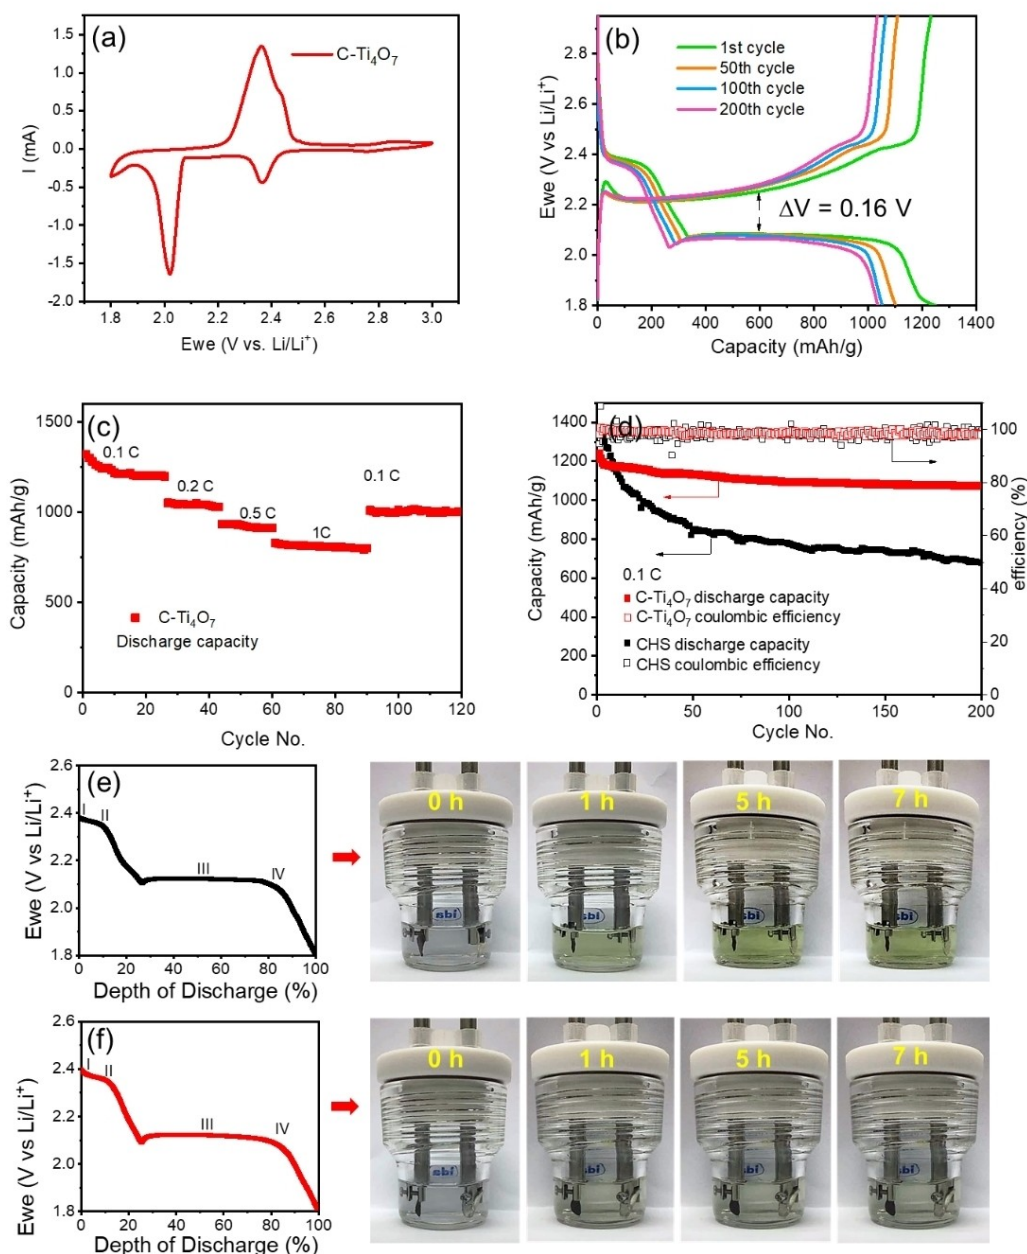 (a)
C-Ti₄O₇
I (mA)
1.5
1.0
0.5
0.0
-0.5
-1.0
-1.5
-2.0
1.8 2.0 2.2 2.4 2.6 2.8 3.0
Ewe (V vs. Li/Li⁺)
(b)
1st cycle
50th cycle
100th cycle
200th cycle
ΔV = 0.16 V
Ewe (V vs Li/Li⁺)
2.8
2.6
2.4
2.2
2.0
1.8
0 200 400 600 800 1000 1200 1400
Capacity (mAh/g)
(c)
0.1 C
0.2 C
0.5 C
1C
0.1 C
C-Ti₄O₇
Discharge capacity
Capacity (mAh/g)
1500
1000
500
0
0 20 40 60 80 100 120
Cycle No.
(d)
0.1 C
C-Ti₄O₇ discharge capacity
C-Ti₄O₇ coulombic efficiency
CHS discharge capacity
CHS coulombic efficiency
Capacity (mAh/g)
1400
1200
1000
800
600
400
200
0
0 50 100 150 200
Cycle No.
100
80
60
40
20
0
efficiency (%)
(e)
I
II
III
IV
Ewe (V vs Li/Li⁺)
2.6
2.4
2.2
2.0
1.8
0 20 40 60 80 100
Depth of Discharge (%)
0 h
1 h
5 h
7 h
ida
ida
ida
ida
(f)
I
II
III
IV
Ewe (V vs Li/Li⁺)
2.6
2.4
2.2
2.0
1.8
0 20 40 60 80 100
Depth of Discharge (%)
0 h
1 h
5 h
7 h
ida
ida
ida
ida